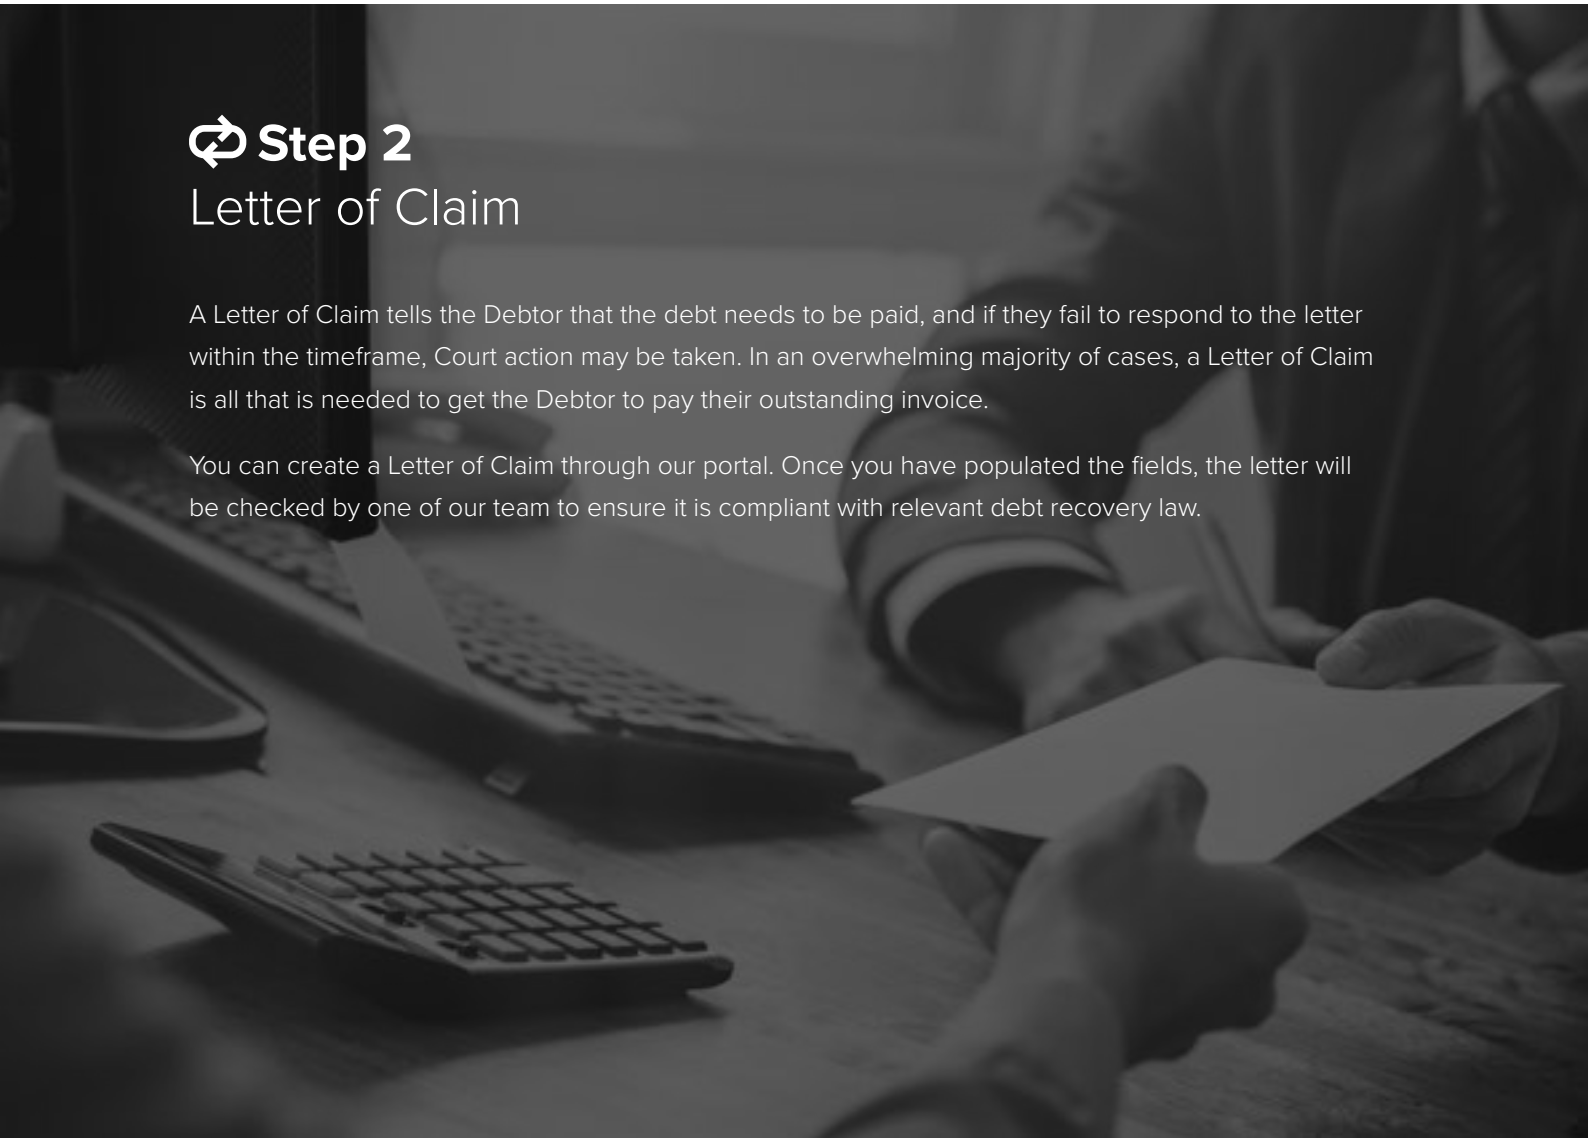 Step 2
Letter of Claim
A Letter of Claim tells the Debtor that the debt needs to be paid, and if they fail to respond to the letter
within the timeframe, Court action may be taken. In an overwhelming majority of cases, a Letter of Claim
is all that is needed to get the Debtor to pay their outstanding invoice.
You can create a Letter of Claim through our portal. Once you have populated the fields, the letter will
be checked by one of our team to ensure it is compliant with relevant debt recovery law.